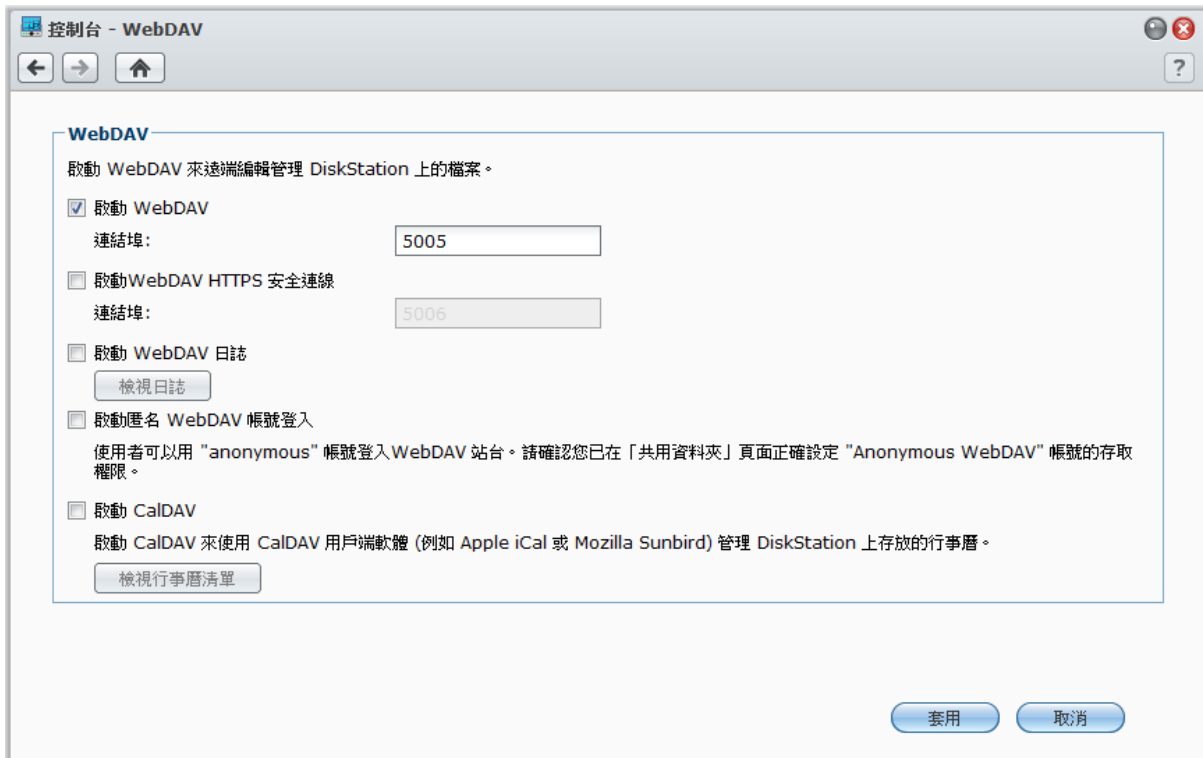 控制台 - WebDAV
?
WebDAV
啟動 WebDAV 來遠端編輯管理 DiskStation 上的檔案。
啟動 WebDAV
連結埠: 5005
啟動WebDAV HTTPS 安全連線
連結埠: 5006
啟動 WebDAV 日誌
檢視日誌
啟動匿名 WebDAV 帳號登入
使用者可以用 "anonymous" 帳號登入WebDAV 站台。請確認您已在「共用資料夾」頁面正確設定 "Anonymous WebDAV" 帳號的存取
權限。
啟動 CalDAV
啟動 CalDAV 來使用 CalDAV 用戶端軟體 (例如 Apple iCal 或 Mozilla Sunbird) 管理 DiskStation 上存放的行事曆。
檢視行事曆清單
套用 取消